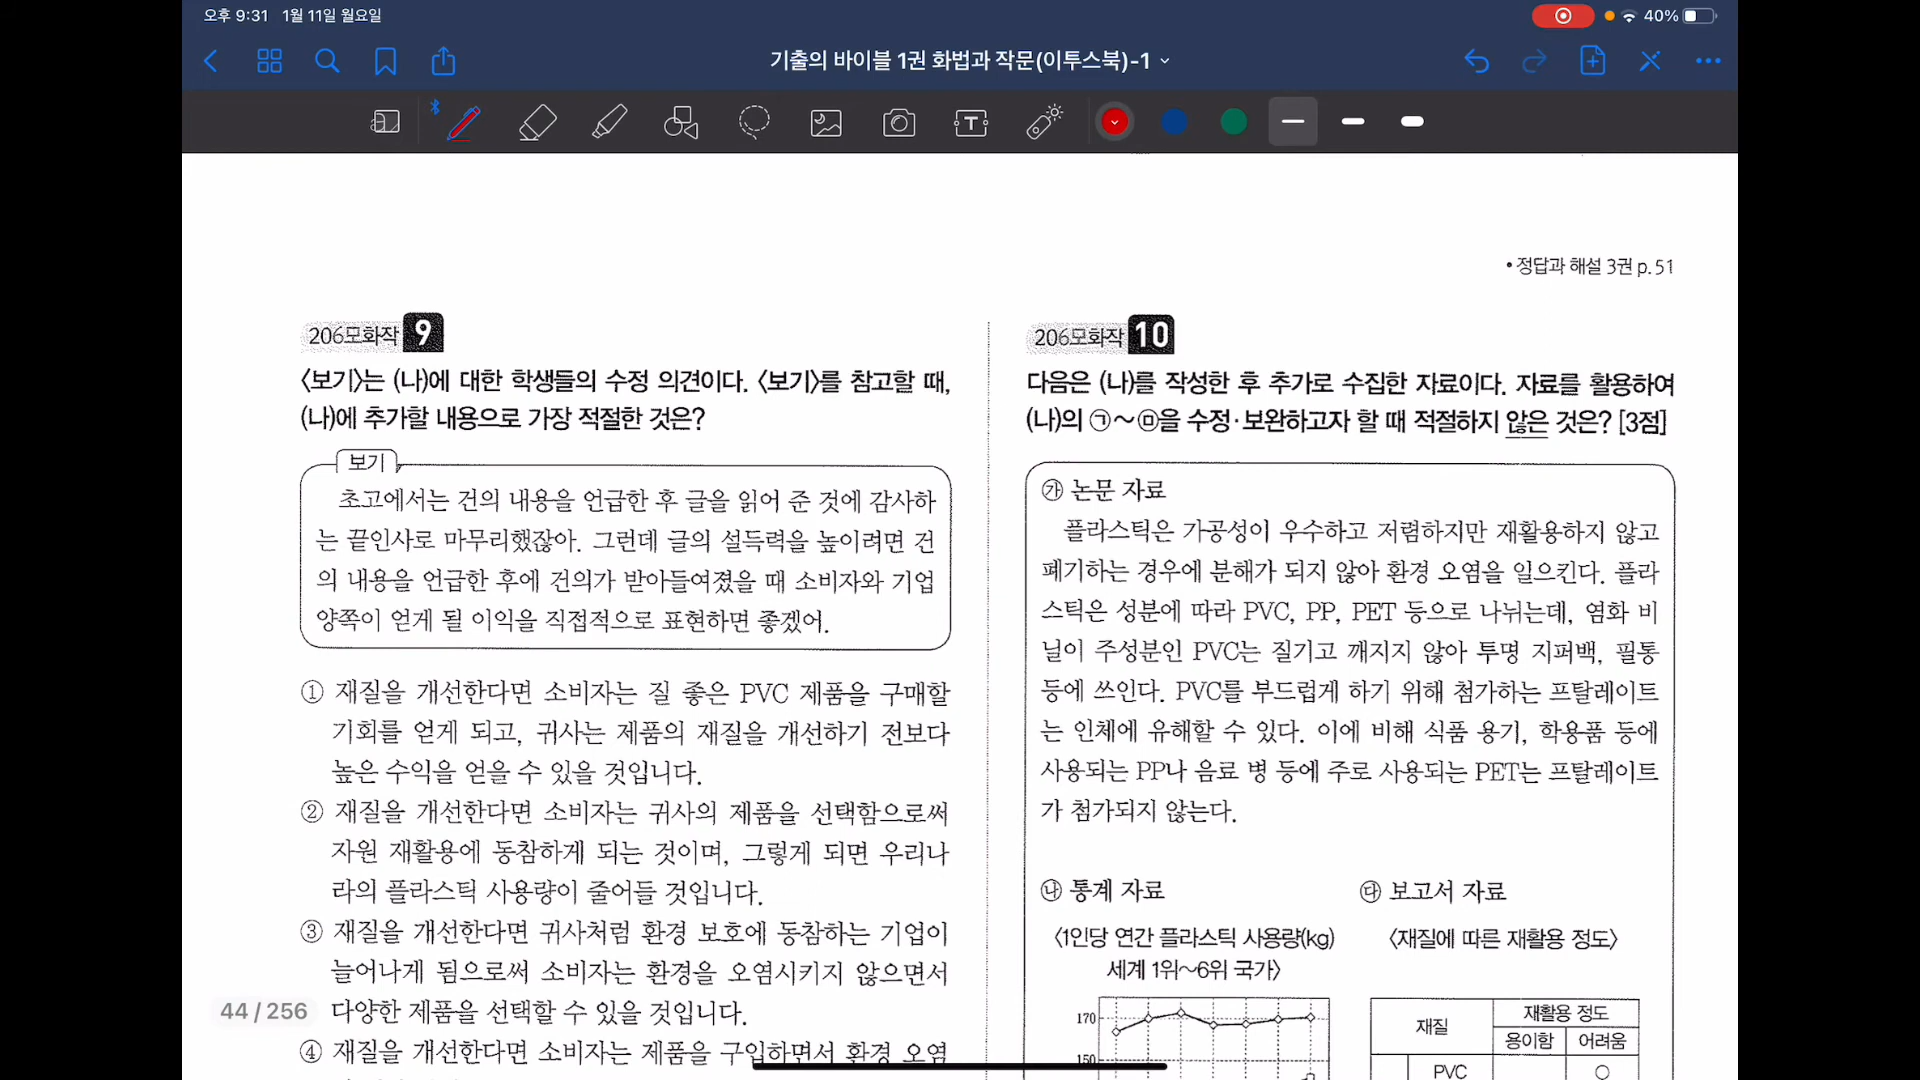 오후 9:31 1월 11일 월요일
40%
기출의 바이블 1권 화법과 작문(이투스북)-1
• 정답과 해설 3권 p.51
206모화작 9
<보기>는 (나)에 대한 학생들의 수정 의견이다. <보기>를 참고할 때,
(나)에 추가할 내용으로 가장 적절한 것은?
보기
초고에서는 건의 내용을 언급한 후 글을 읽어 준 것에 감사하
는 끝인사로 마무리했잖아. 그런데 글의 설득력을 높이려면 건
의 내용을 언급한 후에 건의가 받아들여졌을 때 소비자와 기업
양쪽이 얻게 될 이익을 직접적으로 표현하면 좋겠어.
① 재질을 개선한다면 소비자는 질 좋은 PVC 제품을 구매할
기회를 얻게 되고, 귀사는 제품의 재질을 개선하기 전보다
높은 수익을 얻을 수 있을 것입니다.
② 재질을 개선한다면 소비자는 귀사의 제품을 선택함으로써
자원 재활용에 동참하게 되는 것이며, 그렇게 되면 우리나
라의 플라스틱 사용량이 줄어들 것입니다.
③ 재질을 개선한다면 귀사처럼 환경 보호에 동참하는 기업이
늘어나게 됨으로써 소비자는 환경을 오염시키지 않으면서
다양한 제품을 선택할 수 있을 것입니다.
④ 재질을 개선한다면 소비자는 제품을 구입하면서 환경 오염
44 / 256
206모화작 10
다음은 (나)를 작성한 후 추가로 수집한 자료이다. 자료를 활용하여
(나)의 ㉠~㉤을 수정·보완하고자 할 때 적절하지 않은 것은? [3점]
㉮ 논문 자료
플라스틱은 가공성이 우수하고 저렴하지만 재활용하지 않고
폐기하는 경우에 분해가 되지 않아 환경 오염을 일으킨다. 플라
스틱은 성분에 따라 PVC, PP, PET 등으로 나뉘는데, 염화 비
닐이 주성분인 PVC는 질기고 깨지지 않아 투명 지퍼백, 필통
등에 쓰인다. PVC를 부드럽게 하기 위해 첨가하는 프탈레이트
는 인체에 유해할 수 있다. 이에 비해 식품 용기, 학용품 등에
사용되는 PP나 음료 병 등에 주로 사용되는 PET는 프탈레이트
가 첨가되지 않는다.
㉯ 통계 자료
<1인당 연간 플라스틱 사용량(kg)
세계 1위~6위 국가>
170
150
㉰ 보고서 자료
<재질에 따른 재활용 정도>
재질 재활용 정도
용이함 어려움
PVC ○